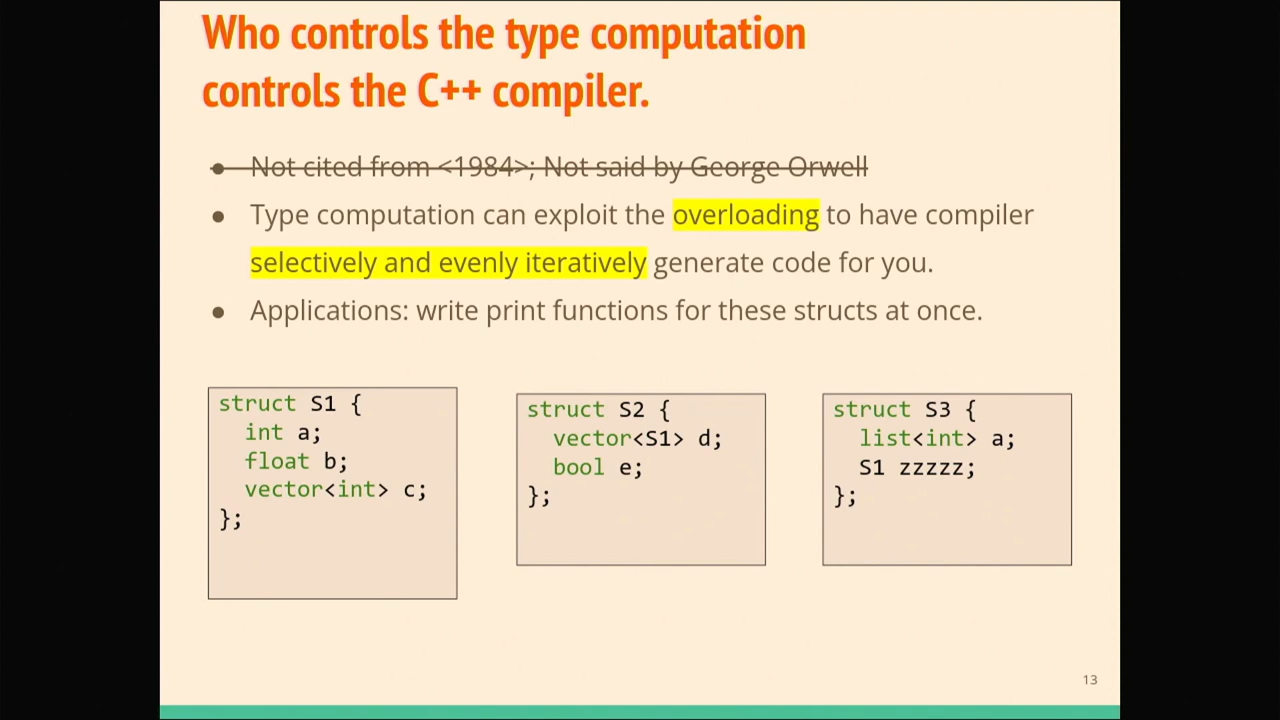 Who controls the type computation
controls the C++ compiler.
● Not cited from <1984>; Not said by George Orwell
● Type computation can exploit the overloading to have compiler
selectively and evenly iteratively generate code for you.
● Applications: write print functions for these structs at once.
struct S1 {
  int a;
  float b;
  vector<int> c;
};
struct S2 {
  vector<S1> d;
  bool e;
};
struct S3 {
  list<int> a;
  S1 zzzzz;
};
13